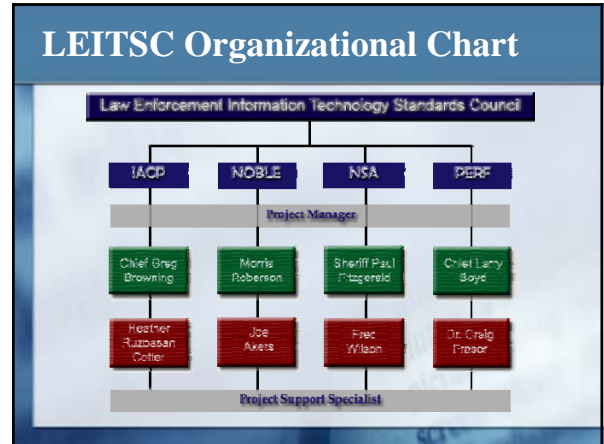 LEITSC Organizational Chart
Law Enforcement Information Technology Standards Council
IACP NOBLE NSA PERF
Project Manager
Chief Greg Browning
Morris Roberson
Sheriff Paul Fitzgerald
Chief Larry Boyd
Heather Ruzbasan Cotter
Joe Akers
Fred Wilson
Dr. Craig Fraser
Project Support Specialist